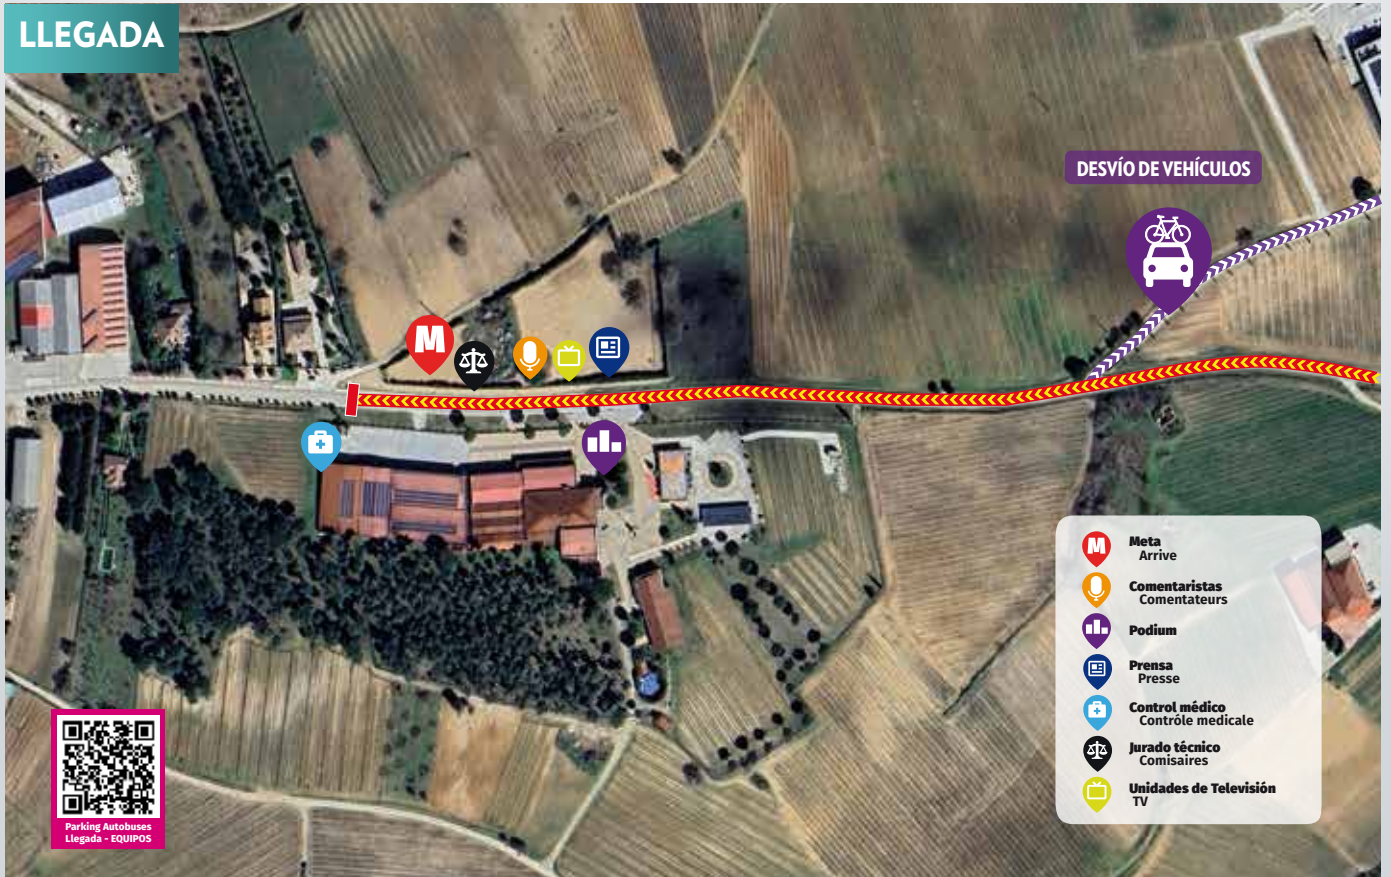 LLEGADA
DESVÍO DE VEHÍCULOS
M
M
Meta
Arrive
Comentaristas
Comentateurs
Podium
Prensa
Presse
Control médico
Contróle medicale
Jurado técnico
Comisaires
Unidades de Televisión
TV
Parking Autobuses
Llegada - EQUIPOS